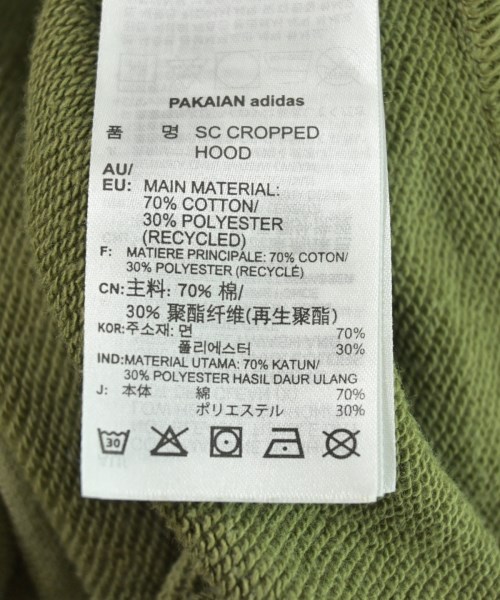 PAKAIAN adidas
품 명 SC CROPPED
HOOD
AU/
EU: MAIN MATERIAL:
70% COTTON/
30% POLYESTER
(RECYCLED)
F: MATIERE PRINCIPALE: 70% COTON/
30% POLYESTER (RECYCLÉ)
CN:主料: 70% 棉/
30% 聚酯纤维(再生聚酯)
KOR:주소재: 면 70%
폴리에스터 30%
IND:MATERIAL UTAMA: 70% KATUN/
30% POLYESTER HASIL DAUR ULANG
J: 本体 綿 70%
ポリエステル 30%
30